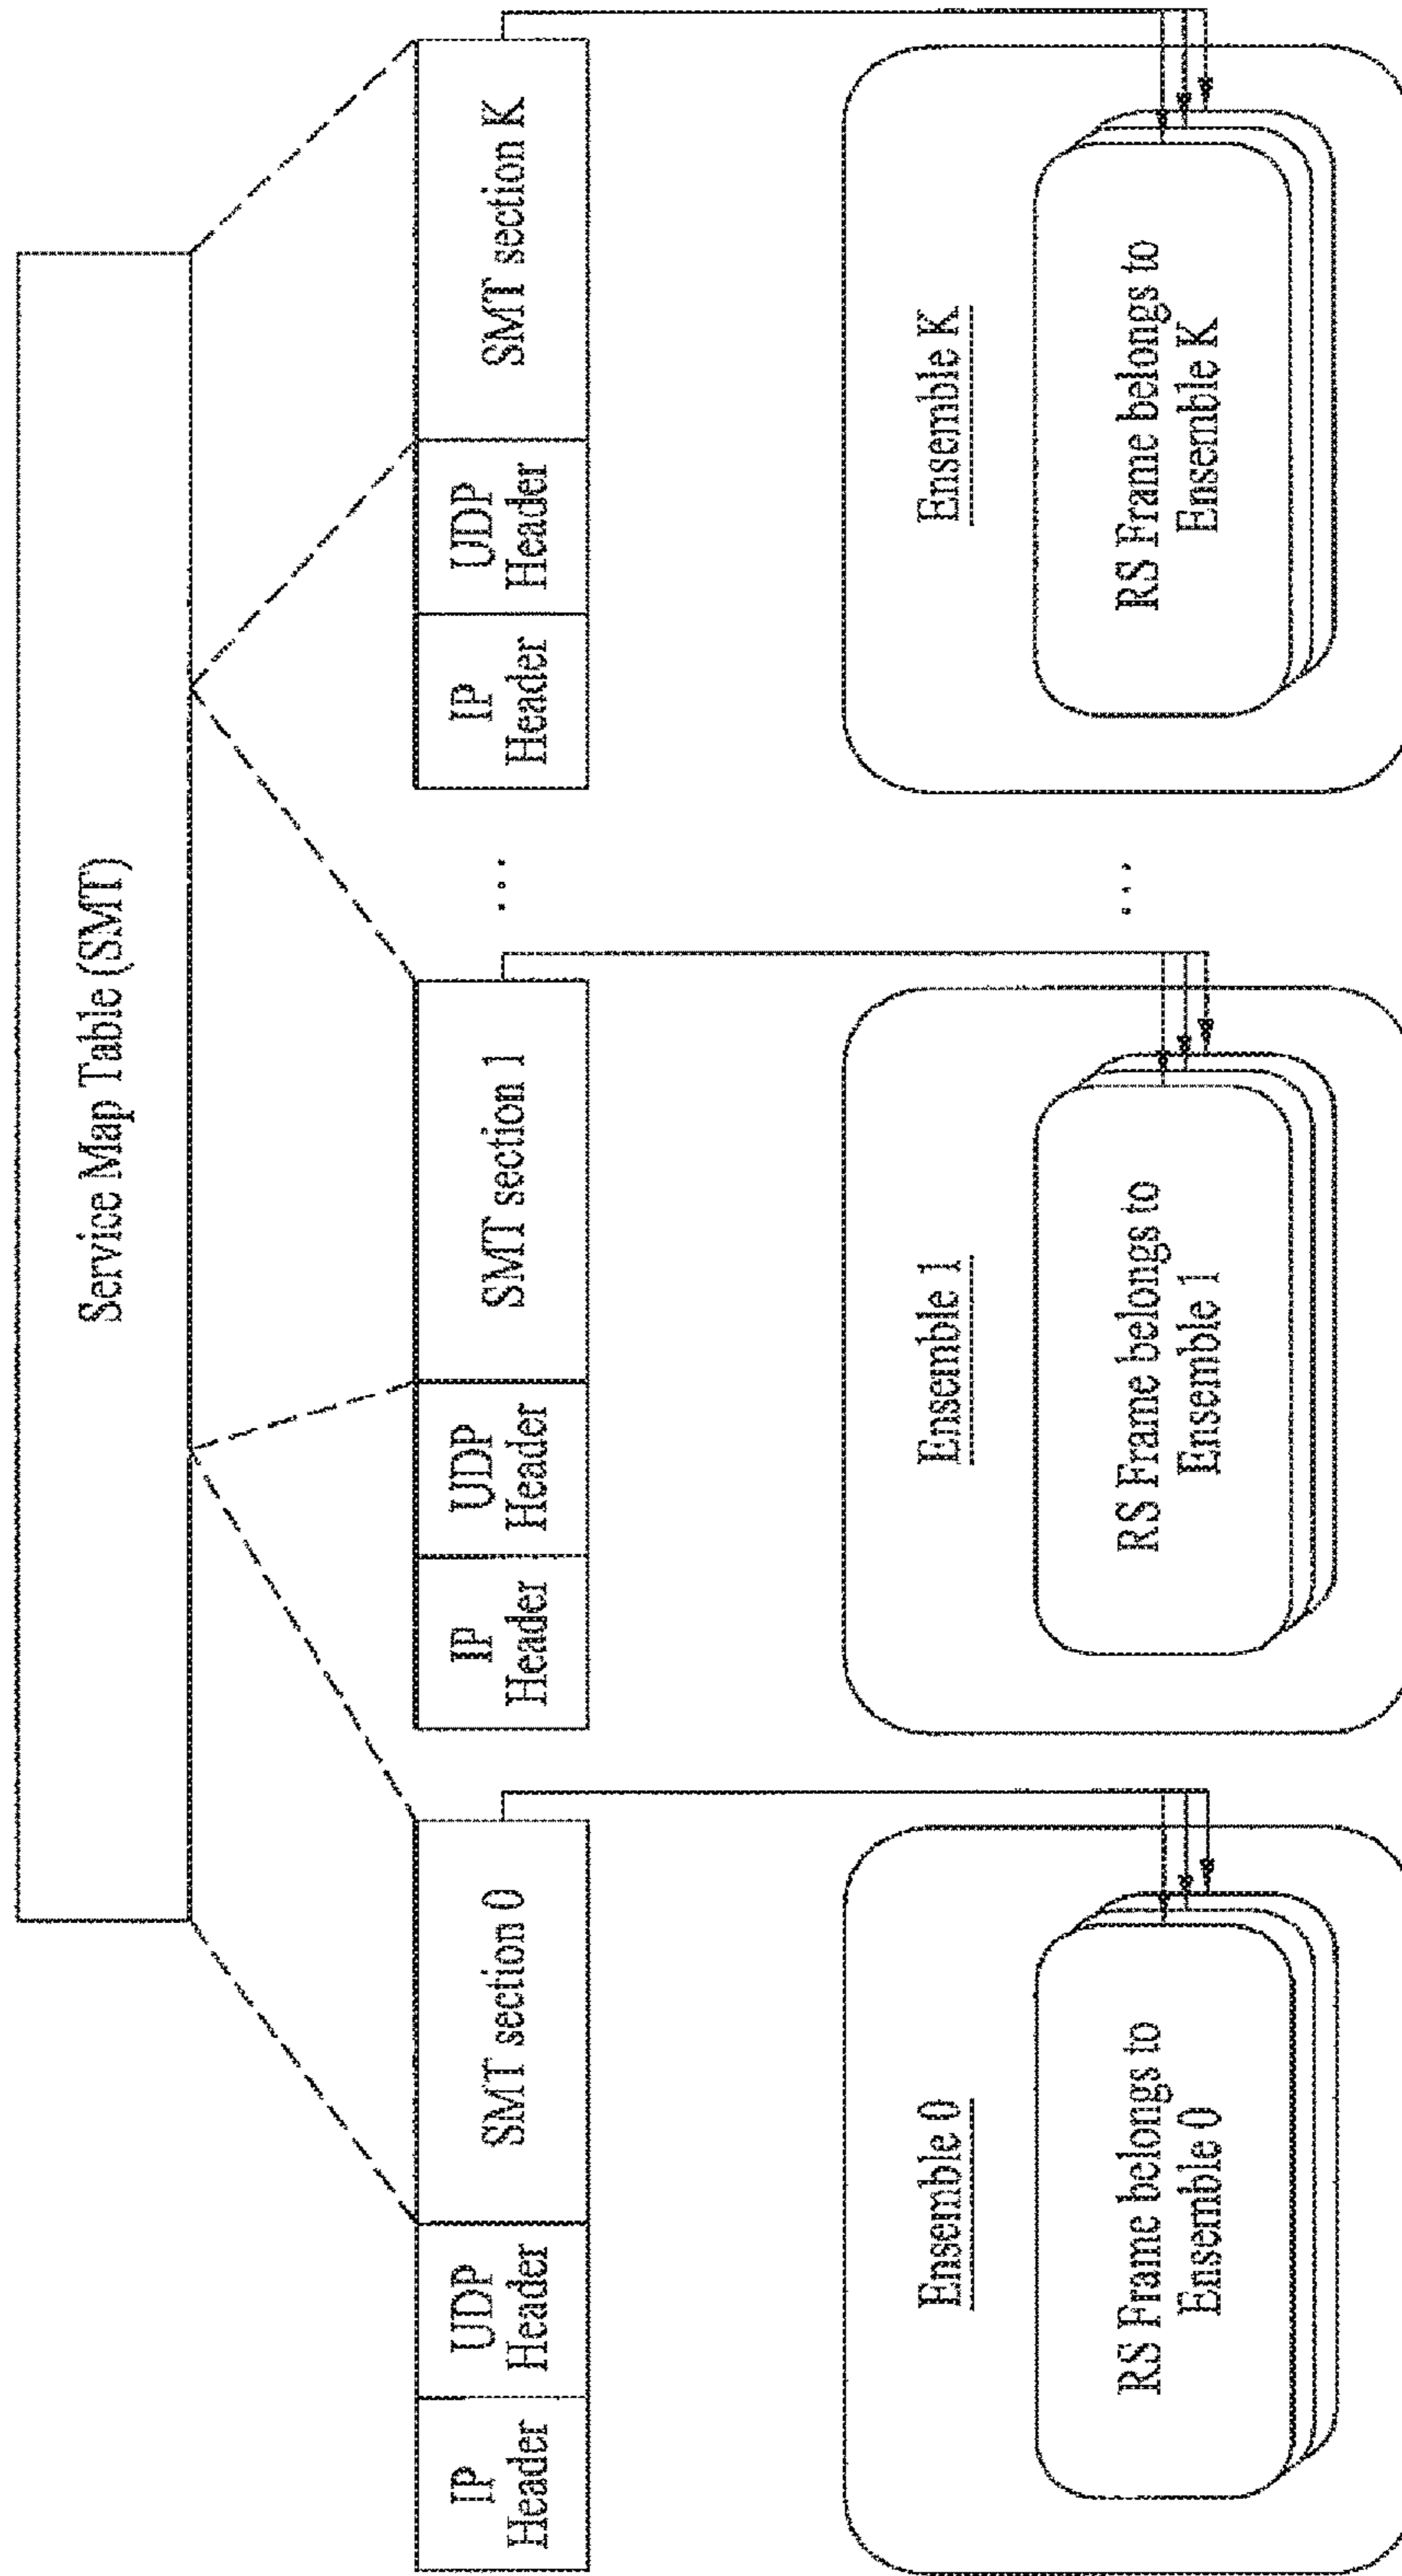 Service Map Table (SMT)
IP
Header
UDP
Header
SMT section 0
IP
Header
UDP
Header
SMT section 1
...
IP
Header
UDP
Header
SMT section K
Ensemble 0
RS Frame belongs to
Ensemble 0
Ensemble 1
RS Frame belongs to
Ensemble 1
...
Ensemble K
RS Frame belongs to
Ensemble K